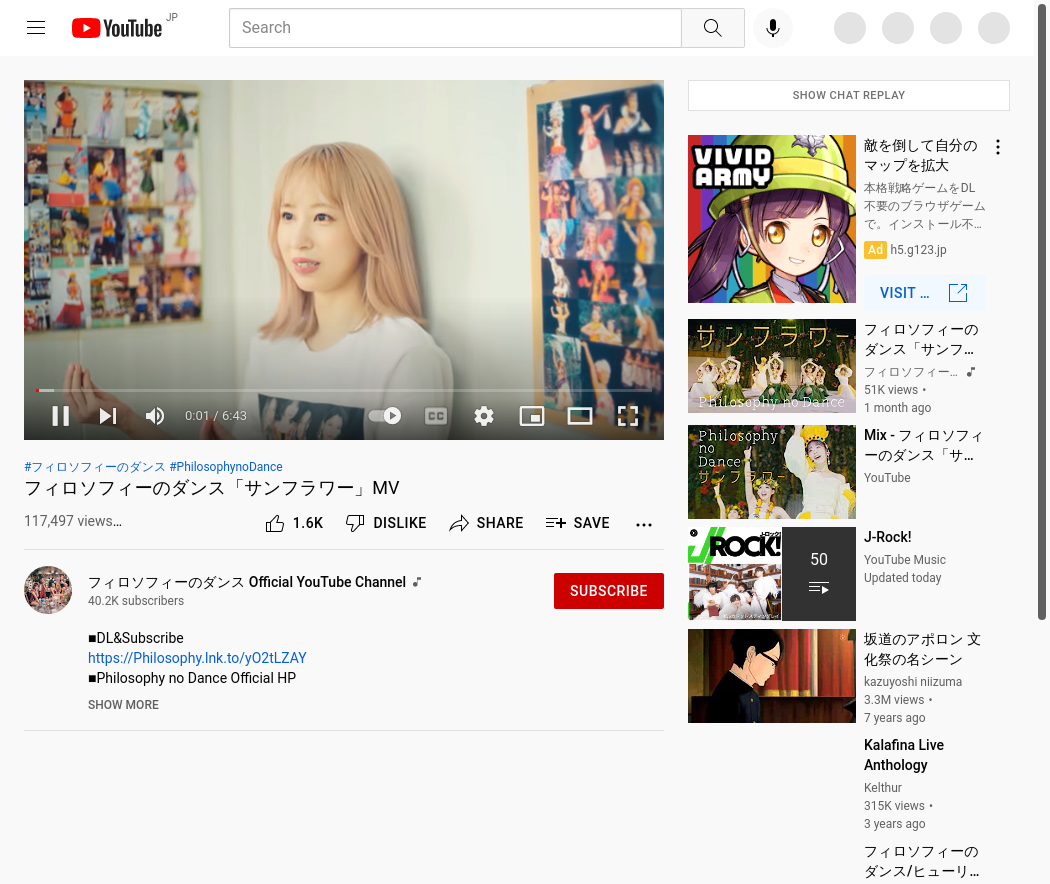 YouTube JP
Search
0:01 / 6:43
CC
#フィロソフィーのダンス #PhilosophynoDance
フィロソフィーのダンス「サンフラワー」MV
117,497 views...
1.6K
DISLIKE
SHARE
SAVE
フィロソフィーのダンス Official YouTube Channel
40.2K subscribers
SUBSCRIBE
■DL&Subscribe
https://Philosophy.lnk.to/yO2tLZAY
■Philosophy no Dance Official HP
SHOW MORE
SHOW CHAT REPLAY
VIVID
ARMY
敵を倒して自分の
マップを拡大
本格戦略ゲームをDL
不要のブラウザゲーム
で。インストール不...
Ad h5.g123.jp
VISIT ...
サンフラワー
Philosophy no Dance
フィロソフィーの
ダンス「サンフ...
フィロソフィー...
51K views •
1 month ago
Philosophy
no
Dance
サンフラワー
Mix - フィロソフィ
ーのダンス「サ...
YouTube
J-ROCK!
50
J-Rock!
YouTube Music
Updated today
坂道のアポロン 文
化祭の名シーン
kazuyoshi niizuma
3.3M views •
7 years ago
Kalafina Live
Anthology
Kelthur
315K views •
3 years ago
フィロソフィーの
ダンス/ヒューリ...